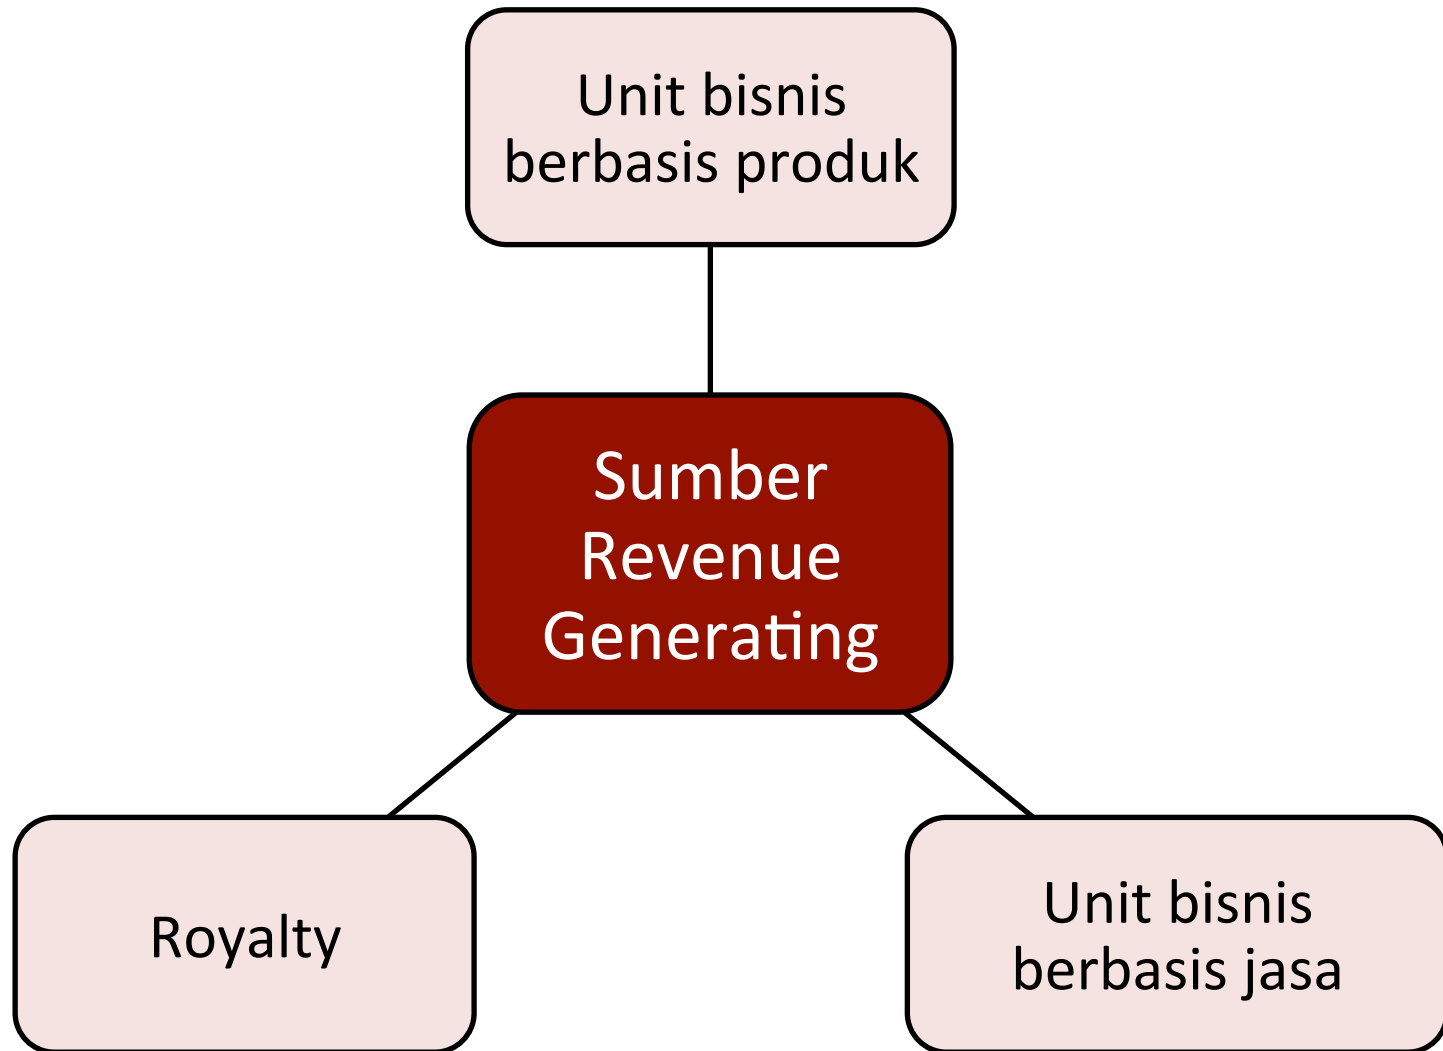 Unit bisnis
berbasis produk
Sumber
Revenue
Generating
Royalty
Unit bisnis
berbasis jasa